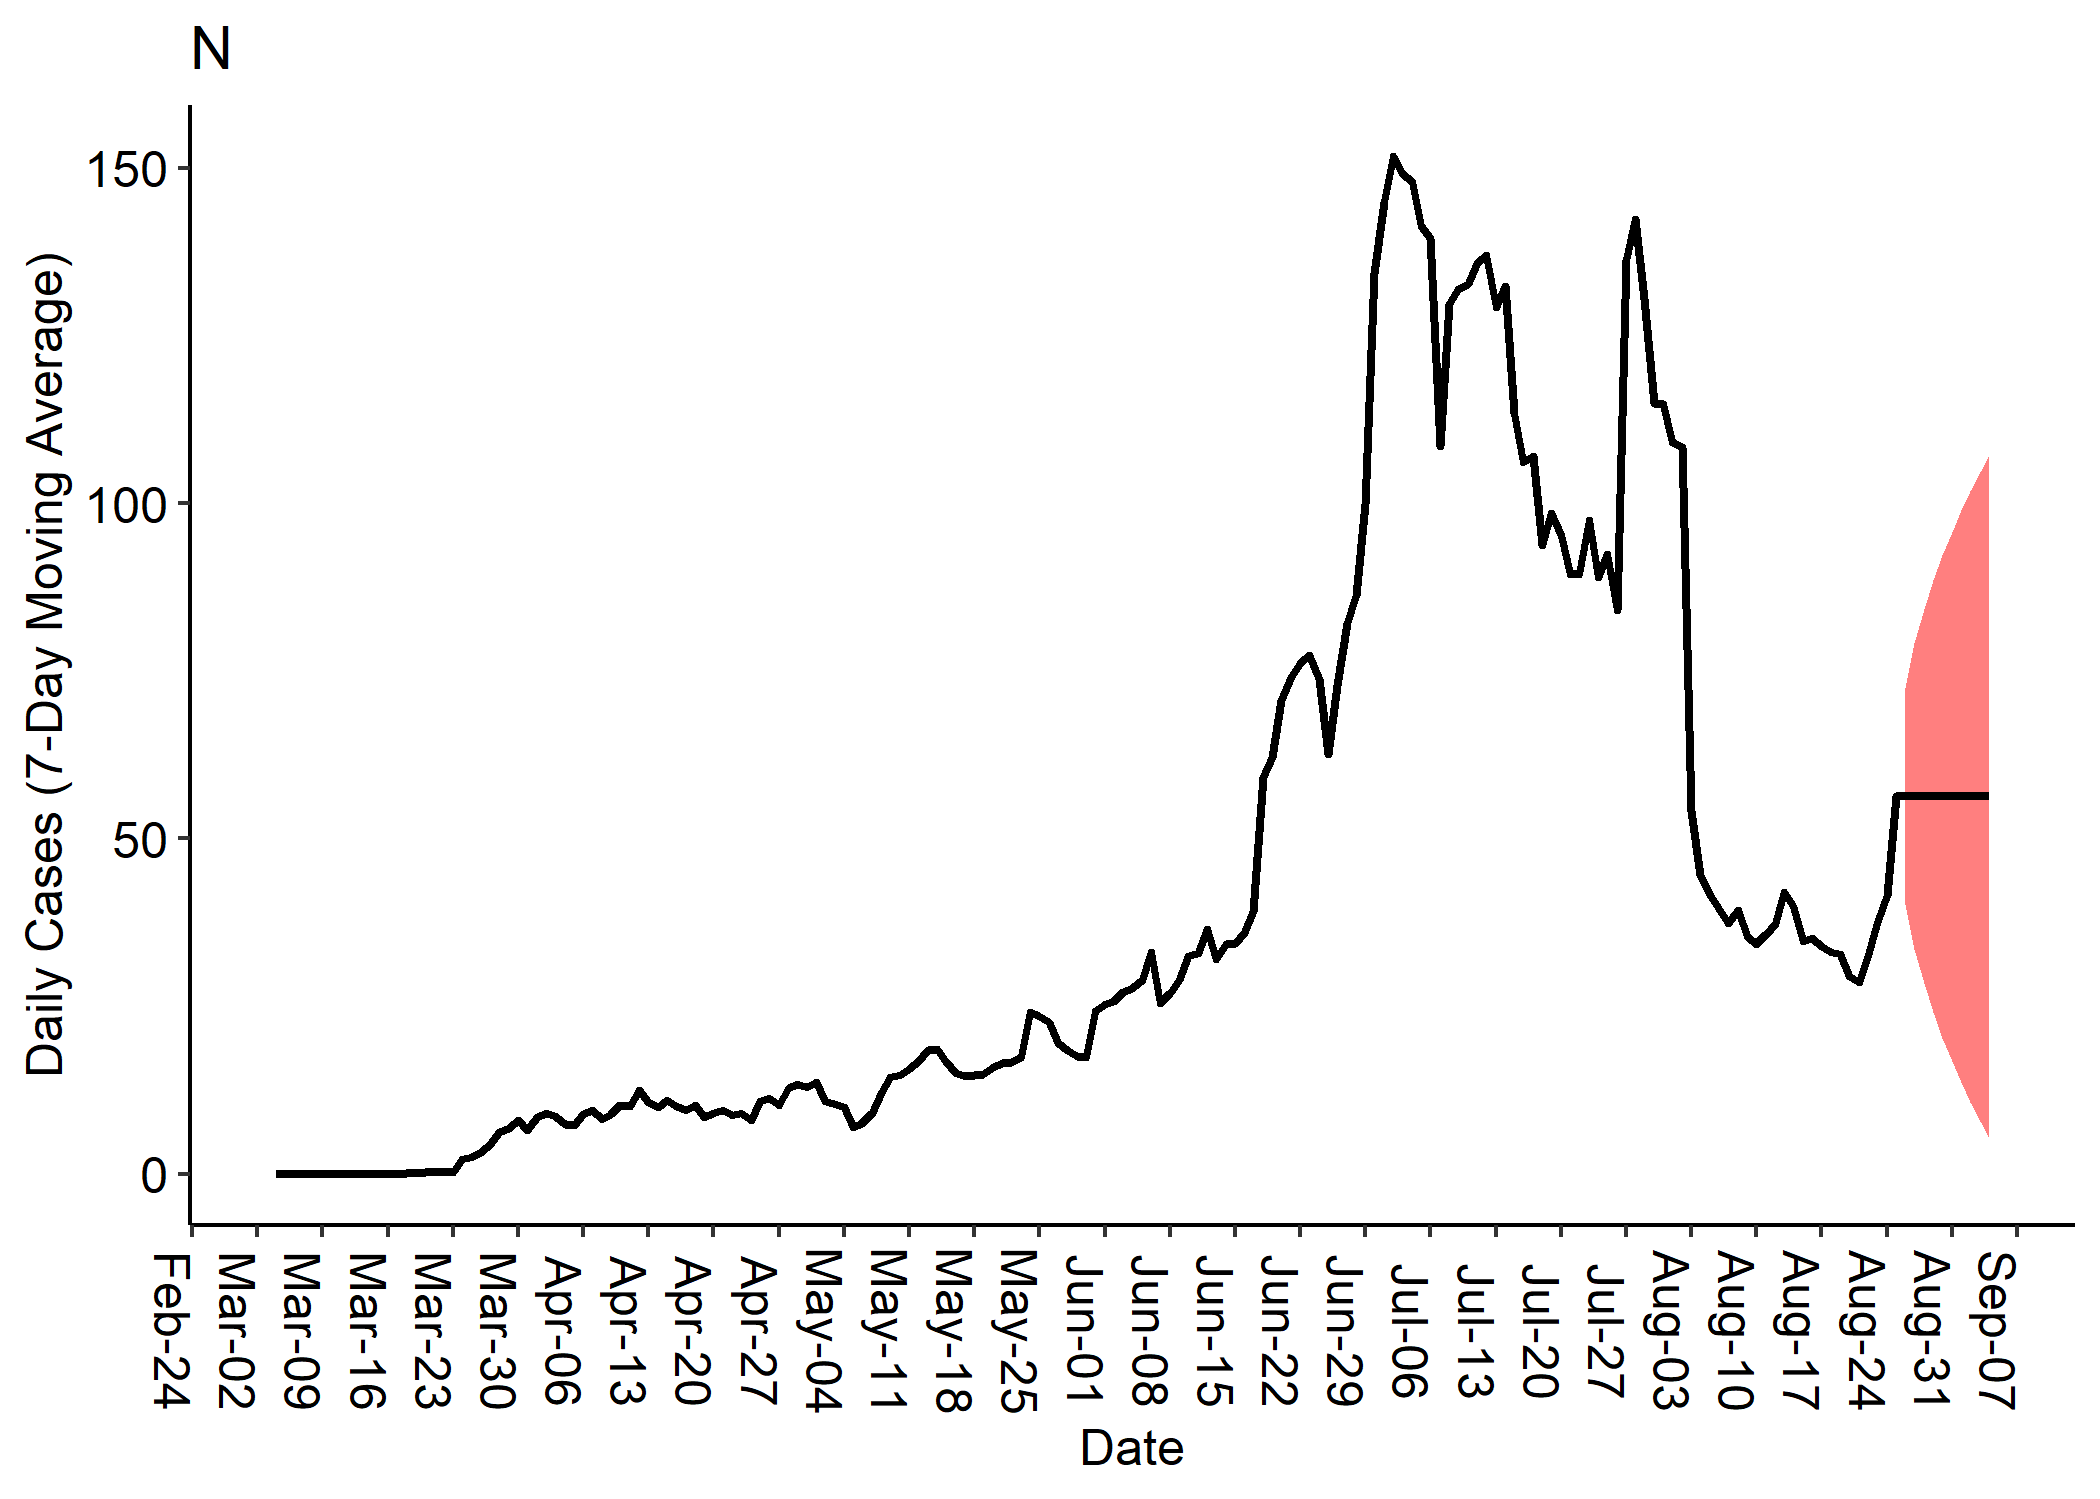 N
Daily Cases (7-Day Moving Average)
150
100
50
0
Feb-24
Mar-02
Mar-09
Mar-16
Mar-23
Mar-30
Apr-06
Apr-13
Apr-20
Apr-27
May-04
May-11
May-18
May-25
Jun-01
Jun-08
Jun-15
Jun-22
Jun-29
Jul-06
Jul-13
Jul-20
Jul-27
Aug-03
Aug-10
Aug-17
Aug-24
Aug-31
Sep-07
Date